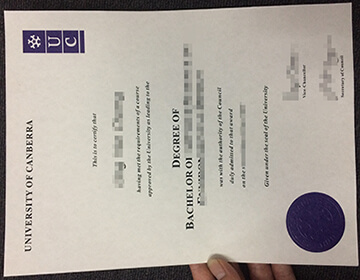 UC
UNIVERSITY OF CANBERRA
This is to certify that
having met the requirements of a course
approved by the University as leading to the
DEGREE OF
BACHELOR OF
was with the authority of the Council
duly admitted to that award
on the
Given under the seal of the University.
Vice-Chancellor
Secretary of Council